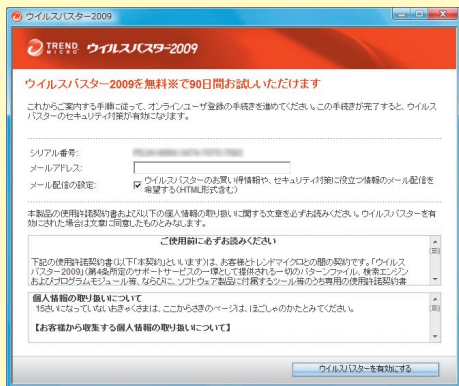 ウイルスバスター2009
TREND MICRO ウイルスバスター2009
ウイルスバスター2009を無料※で90日間お試しいただけます
これからご案内する手順に従って、オンラインユーザ登録の手続きを進めてください。この手続きが完了すると、ウイルス
バスターのセキュリティ対策が有効になります。
シリアル番号:
メールアドレス:
メール配信の設定: ウイルスバスターのお買い得情報や、セキュリティ対策に役立つ情報のメール配信を
希望する(HTML形式含む)
本製品の使用許諾契約書および以下の個人情報の取り扱いに関する文章を必ずお読みください。ウイルスバスターを有
効にされた場合は文章に同意したものとみなします。
ご使用前に必ずお読みください
下記の使用許諾契約書(以下「本契約」といいます)は、お客様とトレンドマイクロとの間の契約です。「ウイルス
バスター2009」(第4条所定のサポートサービスの一環として提供される一切のパターンファイル、検索エンジン
およびプログラムモジュール等、ならびに、ソフトウェア製品に付属するツール等のうち専用の使用許諾契約書
個人情報の取り扱いについて
15さいになっていないおきゃくさまは、ここからさきのページは、ほごしゃのかたとみてください。
【お客様から収集する個人情報の取り扱いについて】
ウイルスバスターを有効にする